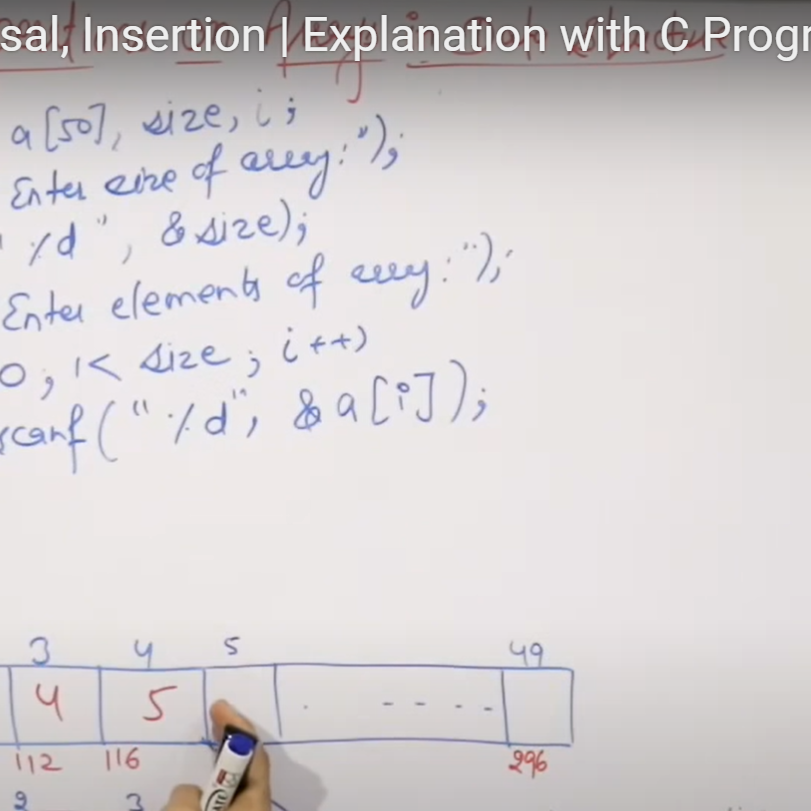 sal, Insertion | Explanation with C Progr
a[50], size, i;
Enter size of array:");
"%d", &size);
Enter elements of array:");
0; i< size; i++)
scanf("%d", &a[i]);
3 4 5 49
4 5 . - - - -
112 116 296
2 3